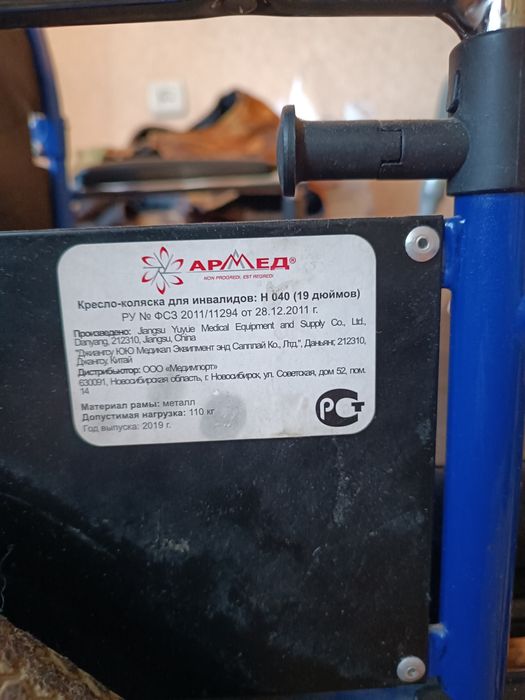 АРМЕД®
NON PROGREDI, EST REGREDI
Кресло-коляска для инвалидов: Н 040 (19 дюймов)
РУ № ФСЗ 2011/11294 от 28.12.2011 г.
Произведено: Jiangsu Yuyue Medical Equipment and Supply Co., Ltd.,
Danyang, 212310, Jiangsu, China
"Джиангсу ЮЮ Медикал Эквипмент энд Сапплай Ко., Лтд.", Даньянг, 212310,
Джангсу, Китай
Дистрибьютор: ООО «Медимпорт»
630091, Новосибирская область, г. Новосибирск, ул. Советская, дом 52, пом.
14
Материал рамы: металл
Допустимая нагрузка: 110 кг
Год выпуска: 2019 г.
РСТ